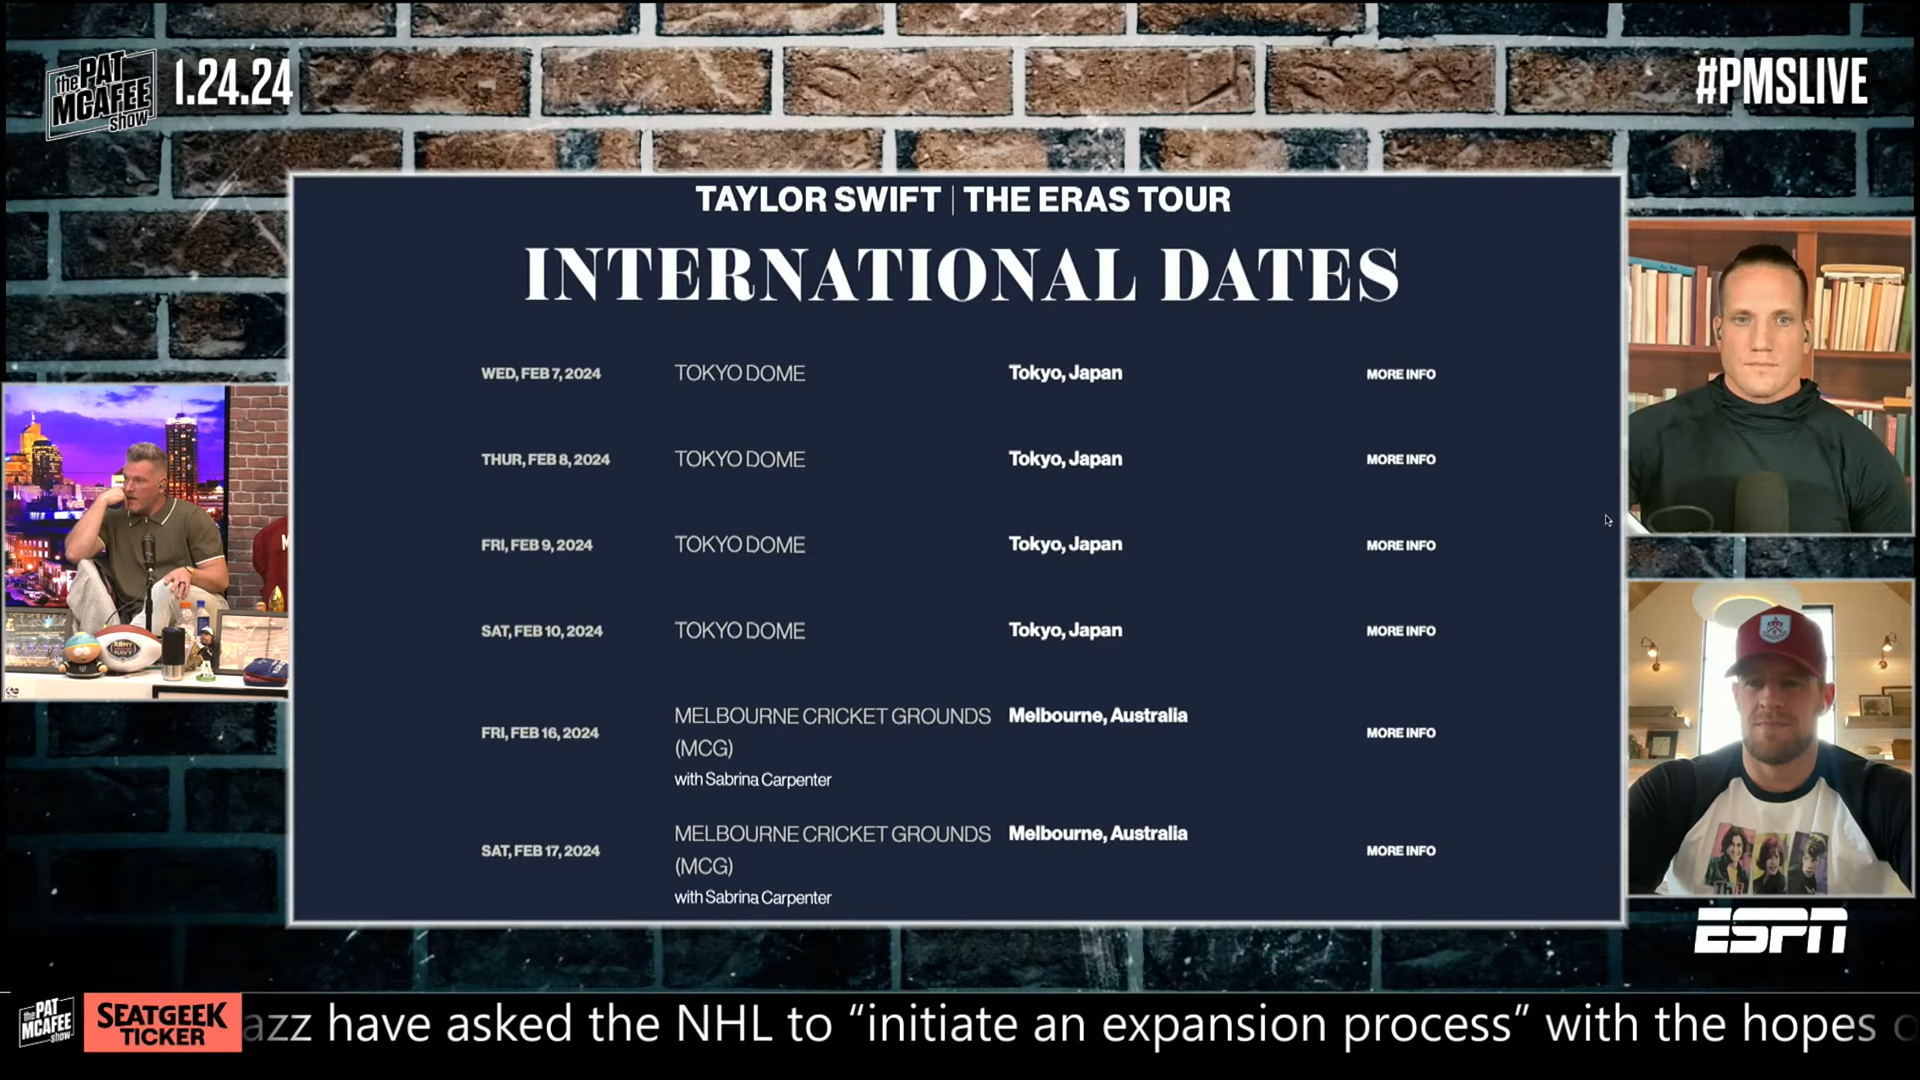 the PAT MCAFEE show
1.24.24
#PMSLIVE
TAYLOR SWIFT | THE ERAS TOUR
INTERNATIONAL DATES
WED, FEB 7, 2024 TOKYO DOME Tokyo, Japan MORE INFO
THUR, FEB 8, 2024 TOKYO DOME Tokyo, Japan MORE INFO
FRI, FEB 9, 2024 TOKYO DOME Tokyo, Japan MORE INFO
SAT, FEB 10, 2024 TOKYO DOME Tokyo, Japan MORE INFO
FRI, FEB 16, 2024 MELBOURNE CRICKET GROUNDS Melbourne, Australia MORE INFO
(MCG)
with Sabrina Carpenter
SAT, FEB 17, 2024 MELBOURNE CRICKET GROUNDS Melbourne, Australia MORE INFO
(MCG)
with Sabrina Carpenter
ARMY
NAVY
ESPN
the PAT MCAFEE show
SEATGEEK
TICKER
azz have asked the NHL to “initiate an expansion process” with the hopes